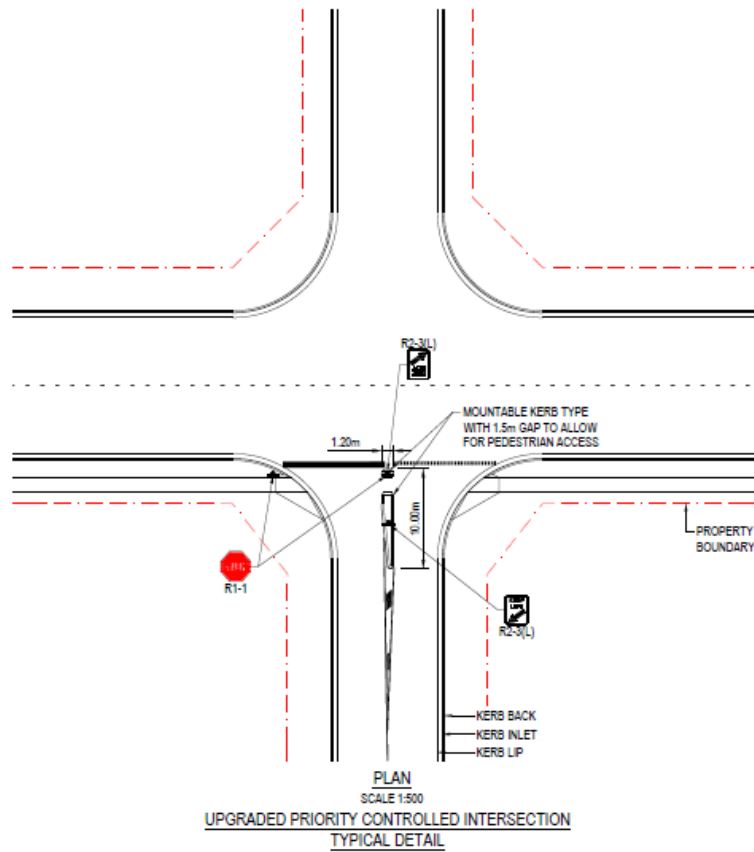 R2-3(L)
MOUNTABLE KERB TYPE
WITH 1.5m GAP TO ALLOW
FOR PEDESTRIAN ACCESS
1.20m
10.00m
PROPERTY
BOUNDARY
R1-1
KEEP
LEFT
R2-3(L)
KERB BACK
KERB INLET
KERB LIP
PLAN
SCALE 1:500
UPGRADED PRIORITY CONTROLLED INTERSECTION
TYPICAL DETAIL